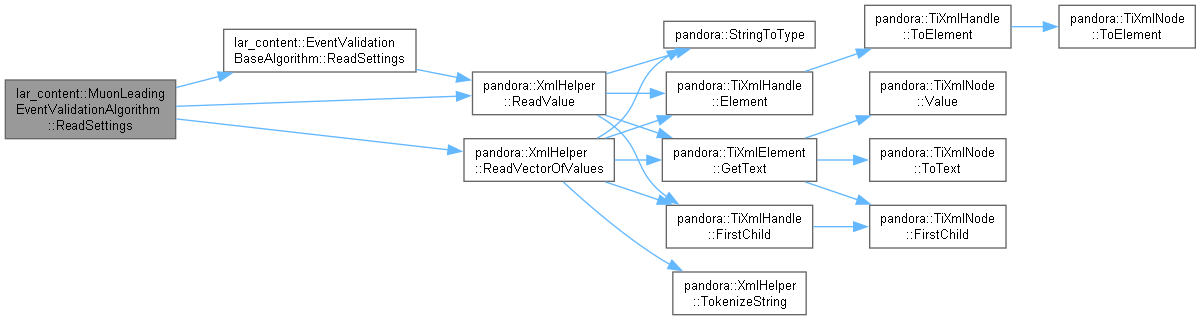 lar_content::MuonLeading
EventValidationAlgorithm
::ReadSettings
lar_content::EventValidation
BaseAlgorithm::ReadSettings
pandora::XmlHelper
::ReadValue
pandora::XmlHelper
::ReadVectorOfValues
pandora::StringToType
pandora::TiXmlHandle
::Element
pandora::TiXmlElement
::GetText
pandora::TiXmlHandle
::FirstChild
pandora::XmlHelper
::TokenizeString
pandora::TiXmlHandle
::ToElement
pandora::TiXmlNode
::Value
pandora::TiXmlNode
::ToText
pandora::TiXmlNode
::FirstChild
pandora::TiXmlNode
::ToElement